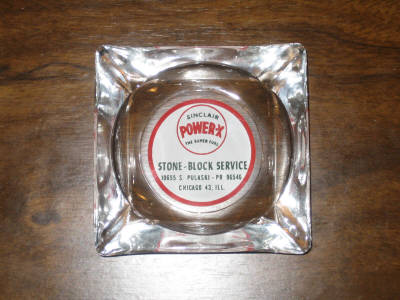 SINCLAIR
POWER-X
THE SUPER FUEL
STONE-BLOCK SERVICE
10655 S. PULASKI - PR 96546
CHICAGO 43, ILL.